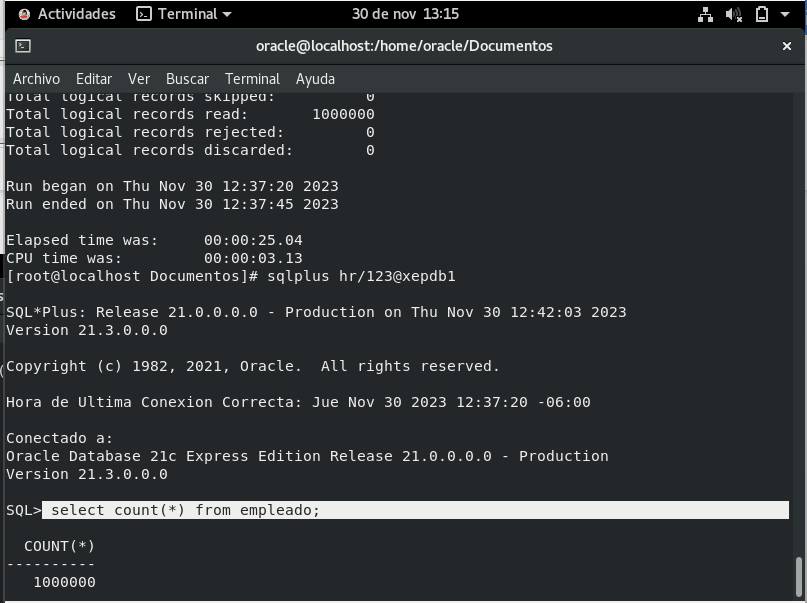 Actividades Terminal 30 de nov 13:15
oracle@localhost:/home/oracle/Documentos
Archivo Editar Ver Buscar Terminal Ayuda
Total logical records skipped: 0
Total logical records read: 1000000
Total logical records rejected: 0
Total logical records discarded: 0
Run began on Thu Nov 30 12:37:20 2023
Run ended on Thu Nov 30 12:37:45 2023
Elapsed time was: 00:00:25.04
CPU time was: 00:00:03.13
[root@localhost Documentos]# sqlplus hr/123@xepdb1
SQL*Plus: Release 21.0.0.0.0 - Production on Thu Nov 30 12:42:03 2023
Version 21.3.0.0.0
Copyright (c) 1982, 2021, Oracle.  All rights reserved.
Hora de Ultima Conexion Correcta: Jue Nov 30 2023 12:37:20 -06:00
Conectado a:
Oracle Database 21c Express Edition Release 21.0.0.0.0 - Production
Version 21.3.0.0.0
SQL> select count(*) from empleado;
COUNT(*)
----------
1000000